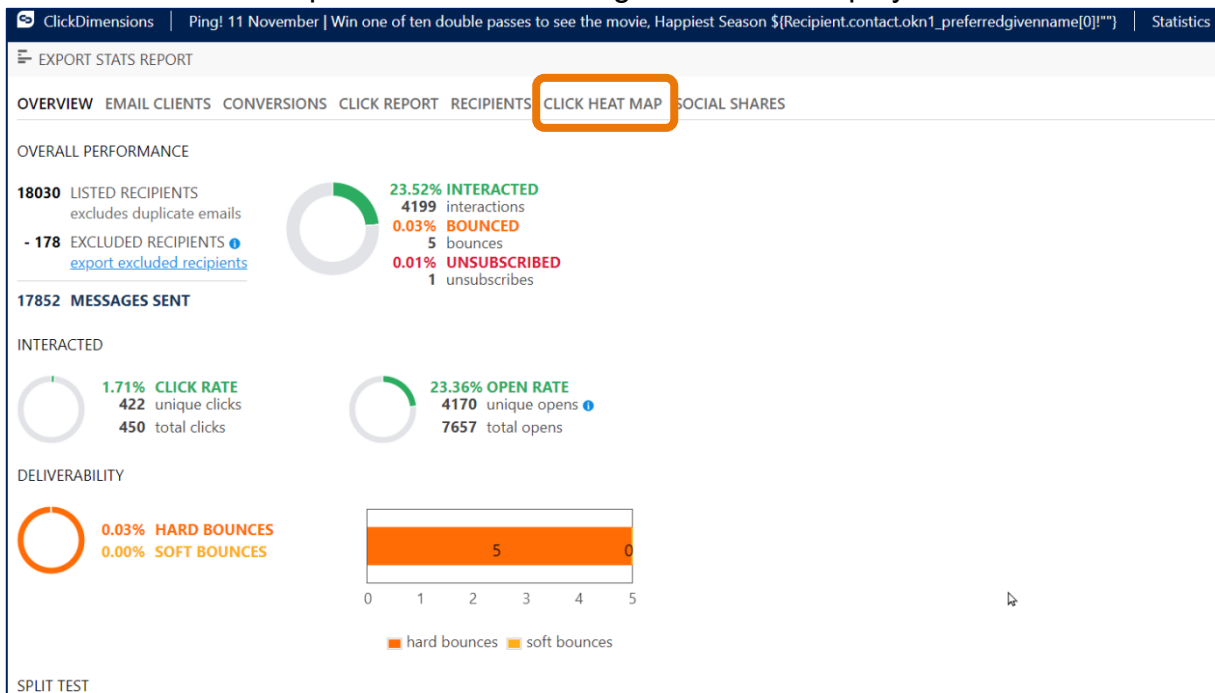 ClickDimensions | Ping! 11 November | Win one of ten double passes to see the movie, Happiest Season ${Recipient.contact.okn1_preferredgivenname[0]!""} | Statistics
EXPORT STATS REPORT
OVERVIEW EMAIL CLIENTS CONVERSIONS CLICK REPORT RECIPIENTS CLICK HEAT MAP SOCIAL SHARES
OVERALL PERFORMANCE
18030 LISTED RECIPIENTS
excludes duplicate emails
- 178 EXCLUDED RECIPIENTS
export excluded recipients
17852 MESSAGES SENT
23.52% INTERACTED
4199 interactions
0.03% BOUNCED
5 bounces
0.01% UNSUBSCRIBED
1 unsubscribes
INTERACTED
1.71% CLICK RATE
422 unique clicks
450 total clicks
23.36% OPEN RATE
4170 unique opens
7657 total opens
DELIVERABILITY
0.03% HARD BOUNCES
0.00% SOFT BOUNCES
5 0
0 1 2 3 4 5
hard bounces soft bounces
SPLIT TEST